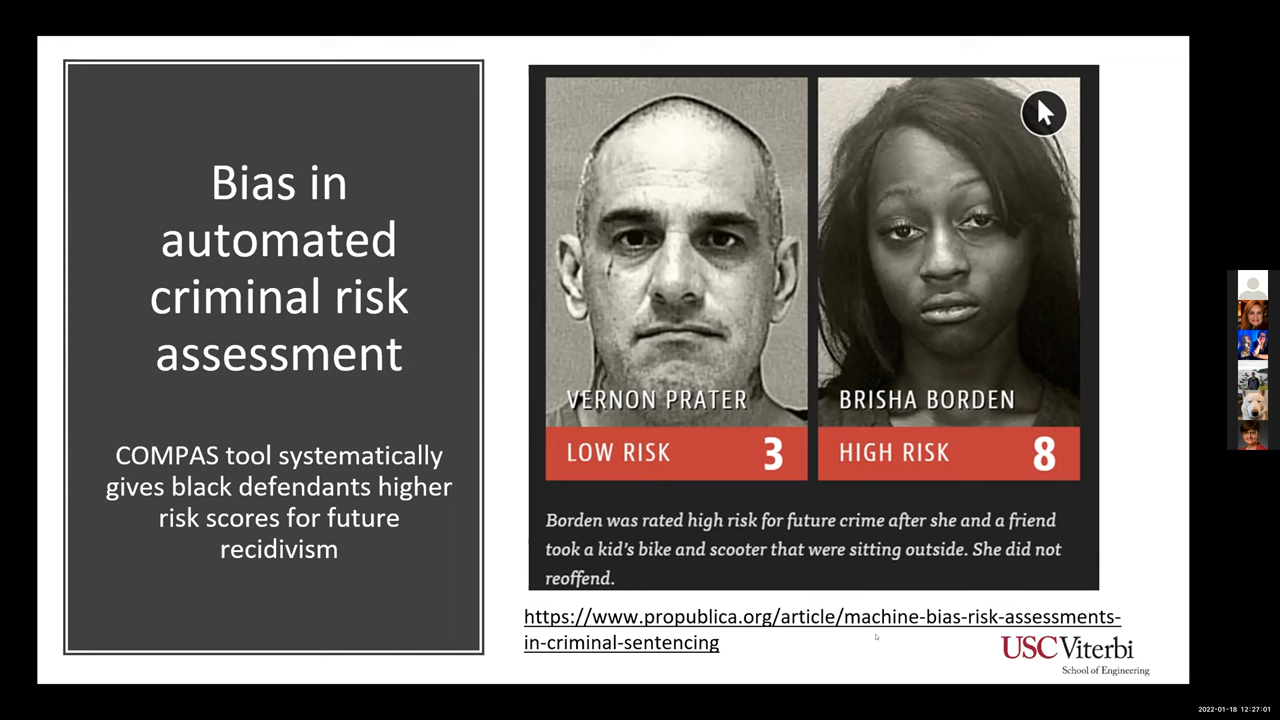 Bias in
automated
criminal risk
assessment
COMPAS tool systematically
gives black defendants higher
risk scores for future
recidivism
VERNON PRATER
LOW RISK 3
BRISHA BORDEN
HIGH RISK 8
Borden was rated high risk for future crime after she and a friend
took a kid's bike and scooter that were sitting outside. She did not
reoffend.
https://www.propublica.org/article/machine-bias-risk-assessments-
in-criminal-sentencing
USC Viterbi
School of Engineering
2022-01-18 12:27:01